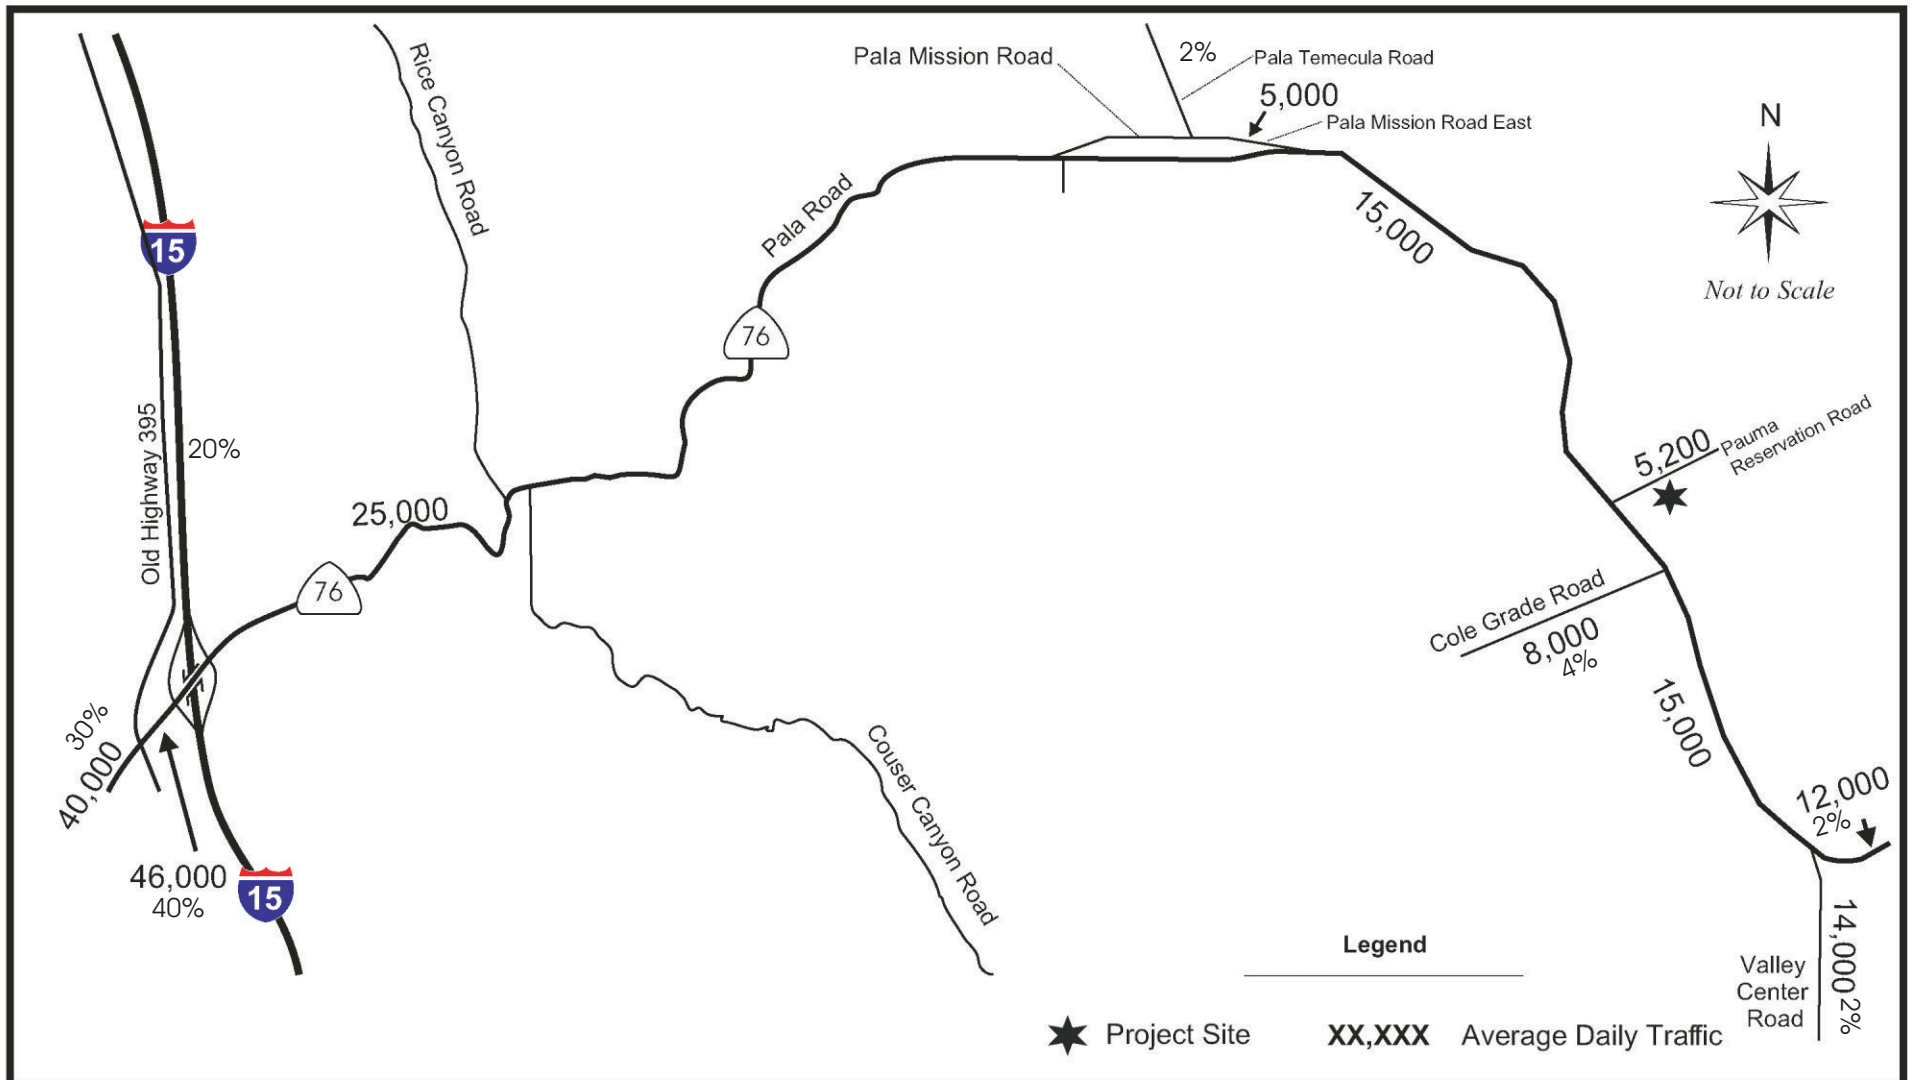 Pala Mission Road
2%
Pala Temecula Road
5,000
Pala Mission Road East
N
Not to Scale
Rice Canyon Road
15
Pala Road
15,000
76
Old Highway 395
20%
25,000
76
5,200
Pauma
Reservation Road
Cole Grade Road
8,000
4%
15,000
30%
40,000
46,000
40%
15
Couser Canyon Road
12,000
2%
14,000 2%
Valley
Center
Road
Legend
Project Site
XX,XXX Average Daily Traffic